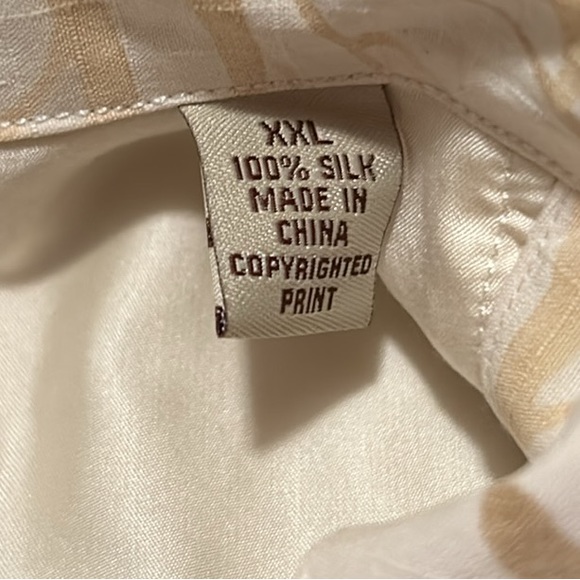 XXL
100% SILK
MADE IN
CHINA
COPYRIGHTED
PRINT